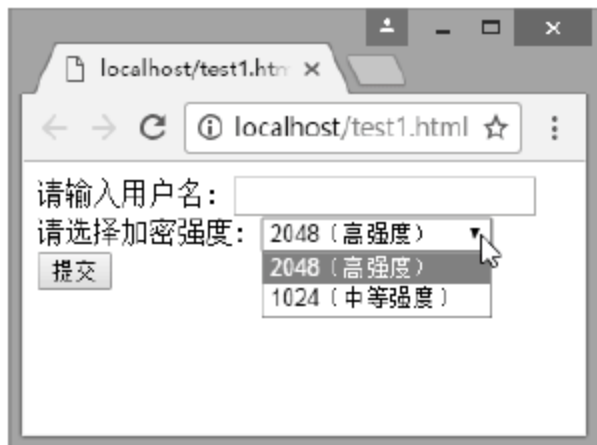 localhost/test1.htm
localhost/test1.html
请输入用户名：
请选择加密强度： 2048（高强度）
2048（高强度）
1024（中等强度）
提交